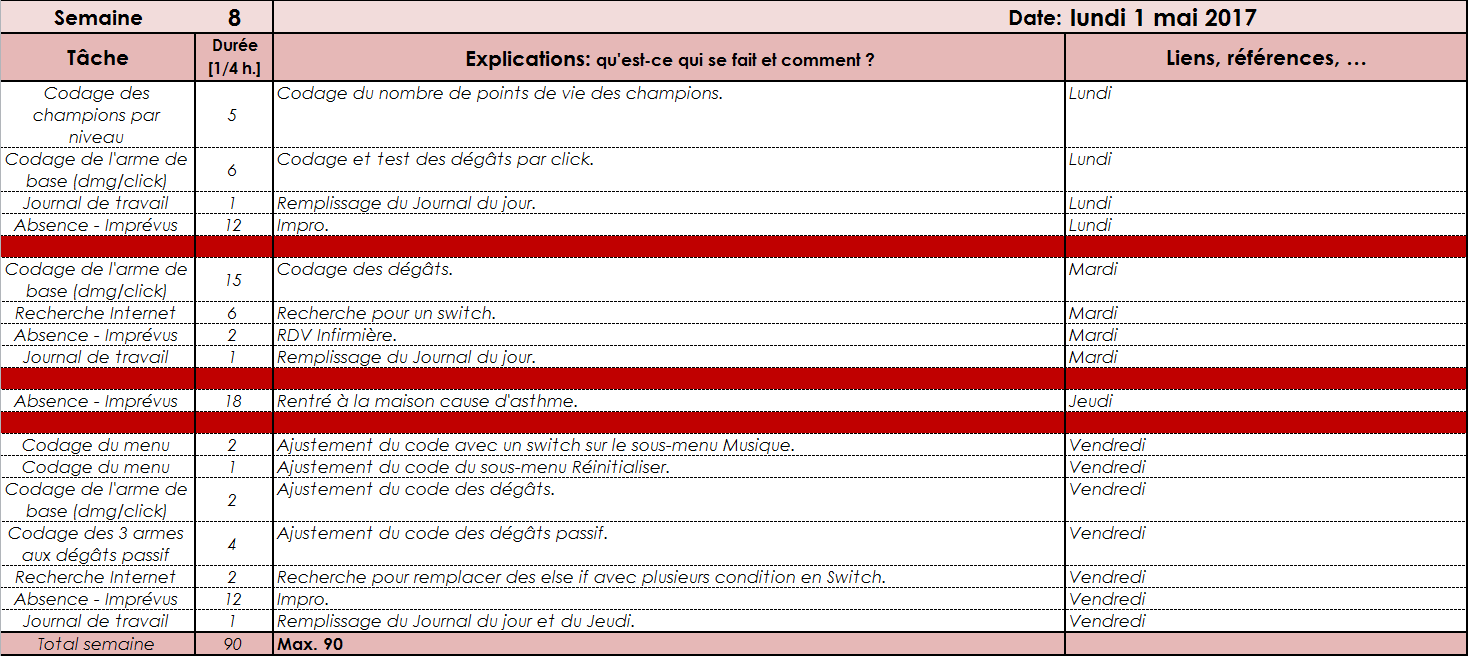 Semaine 8 Date: lundi 1 mai 2017
Tâche Durée [1/4 h.] Explications: qu'est-ce qui se fait et comment ? Liens, références, ...
Codage des champions par niveau 5 Codage du nombre de points de vie des champions. Lundi
Codage de l'arme de base (dmg/click) 6 Codage et test des dégâts par click. Lundi
Journal de travail 1 Remplissage du Journal du jour. Lundi
Absence - Imprévus 12 Impro. Lundi
Codage de l'arme de base (dmg/click) 15 Codage des dégâts. Mardi
Recherche Internet 6 Recherche pour un switch. Mardi
Absence - Imprévus 2 RDV Infirmière. Mardi
Journal de travail 1 Remplissage du Journal du jour. Mardi
Absence - Imprévus 18 Rentré à la maison cause d'asthme. Jeudi
Codage du menu 2 Ajustement du code avec un switch sur le sous-menu Musique. Vendredi
Codage du menu 1 Ajustement du code du sous-menu Réinitialiser. Vendredi
Codage de l'arme de base (dmg/click) 2 Ajustement du code des dégâts. Vendredi
Codage des 3 armes aux dégâts passif 4 Ajustement du code des dégâts passif. Vendredi
Recherche Internet 2 Recherche pour remplacer des else if avec plusieurs condition en Switch. Vendredi
Absence - Imprévus 12 Impro. Vendredi
Journal de travail 1 Remplissage du Journal du jour et du Jeudi. Vendredi
Total semaine 90 Max. 90